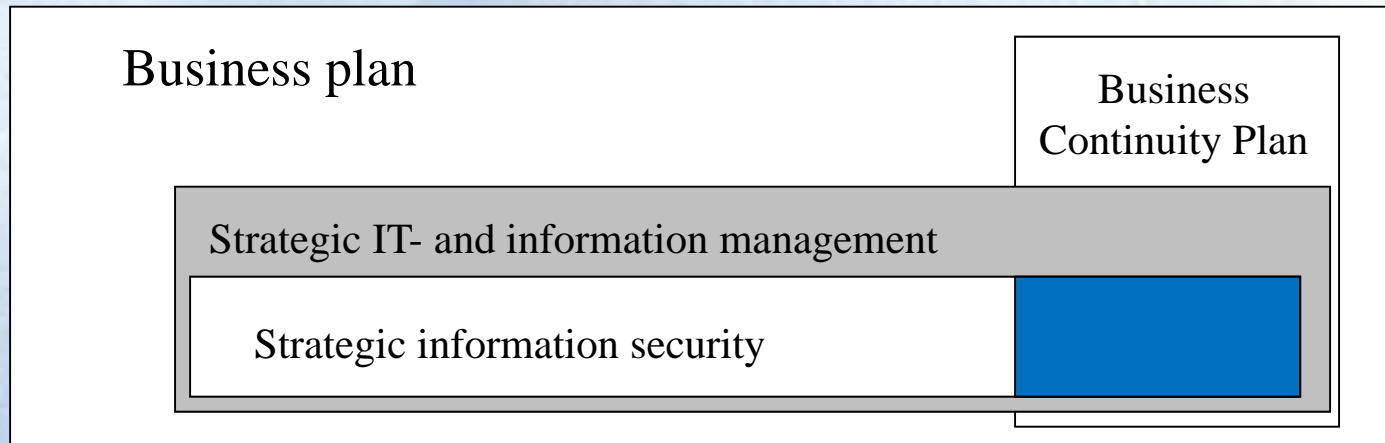 Business plan
Business
Continuity Plan
Strategic IT- and information management
Strategic information security